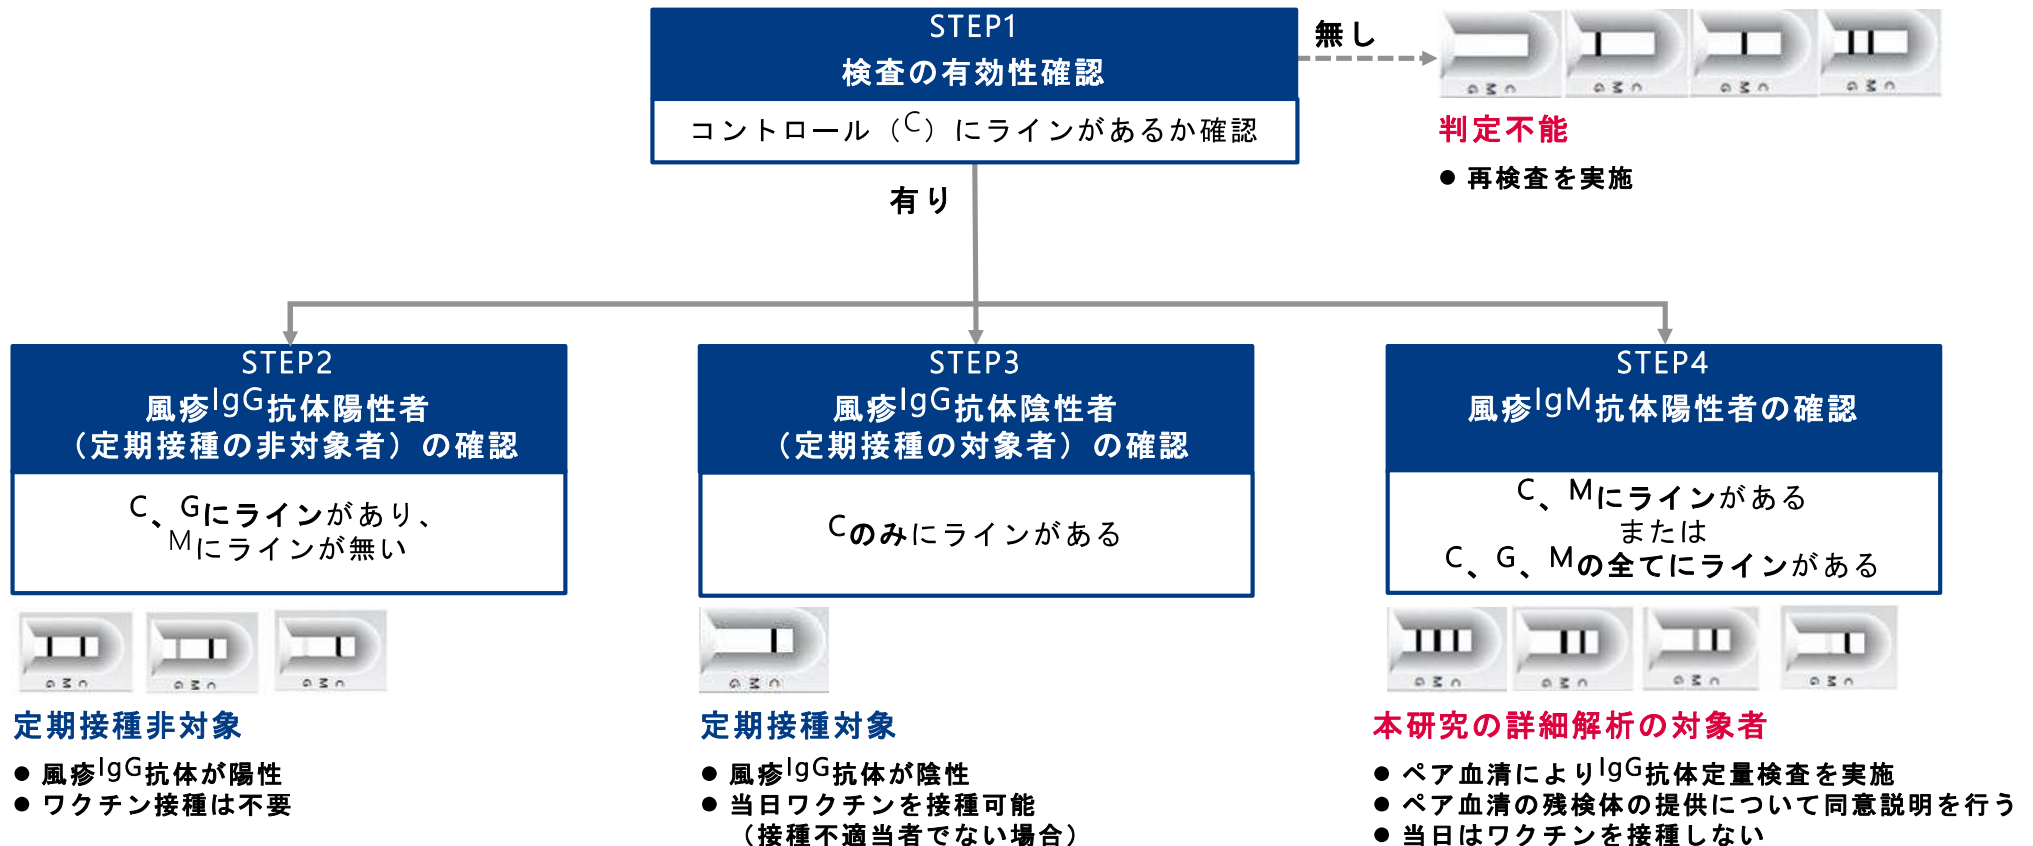 STEP1
検査の有効性確認
コントロール（C）にラインがあるか確認
無し
G M C
G M C
G M C
G M C
判定不能
● 再検査を実施
有り
STEP2
風疹IgG抗体陽性者
（定期接種の非対象者）の確認
C、Gにラインがあり、
Mにラインが無い
G M C
G M C
G M C
定期接種非対象
● 風疹IgG抗体が陽性
● ワクチン接種は不要
STEP3
風疹IgG抗体陰性者
（定期接種の対象者）の確認
Cのみにラインがある
G M C
定期接種対象
● 風疹IgG抗体が陰性
● 当日ワクチンを接種可能
（接種不適当者でない場合）
STEP4
風疹IgM抗体陽性者の確認
C、Mにラインがある
または
C、G、Mの全てにラインがある
G M C
G M C
G M C
G M C
本研究の詳細解析の対象者
● ペア血清によりIgG抗体定量検査を実施
● ペア血清の残検体の提供について同意説明を行う
● 当日はワクチンを接種しない